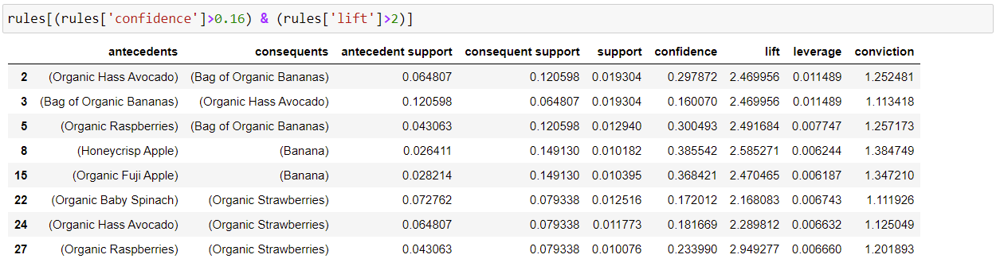 rules[(rules['confidence']>0.16) & (rules['lift']>2)]
antecedents consequents antecedent support consequent support support confidence lift leverage conviction
2 (Organic Hass Avocado) (Bag of Organic Bananas) 0.064807 0.120598 0.019304 0.297872 2.469956 0.011489 1.252481
3 (Bag of Organic Bananas) (Organic Hass Avocado) 0.120598 0.064807 0.019304 0.160070 2.469956 0.011489 1.113418
5 (Organic Raspberries) (Bag of Organic Bananas) 0.043063 0.120598 0.012940 0.300493 2.491684 0.007747 1.257173
8 (Honeycrisp Apple) (Banana) 0.026411 0.149130 0.010182 0.385542 2.585271 0.006244 1.384749
15 (Organic Fuji Apple) (Banana) 0.028214 0.149130 0.010395 0.368421 2.470465 0.006187 1.347210
22 (Organic Baby Spinach) (Organic Strawberries) 0.072762 0.079338 0.012516 0.172012 2.168083 0.006743 1.111926
24 (Organic Hass Avocado) (Organic Strawberries) 0.064807 0.079338 0.011773 0.181669 2.289812 0.006632 1.125049
27 (Organic Raspberries) (Organic Strawberries) 0.043063 0.079338 0.010076 0.233990 2.949277 0.006660 1.201893